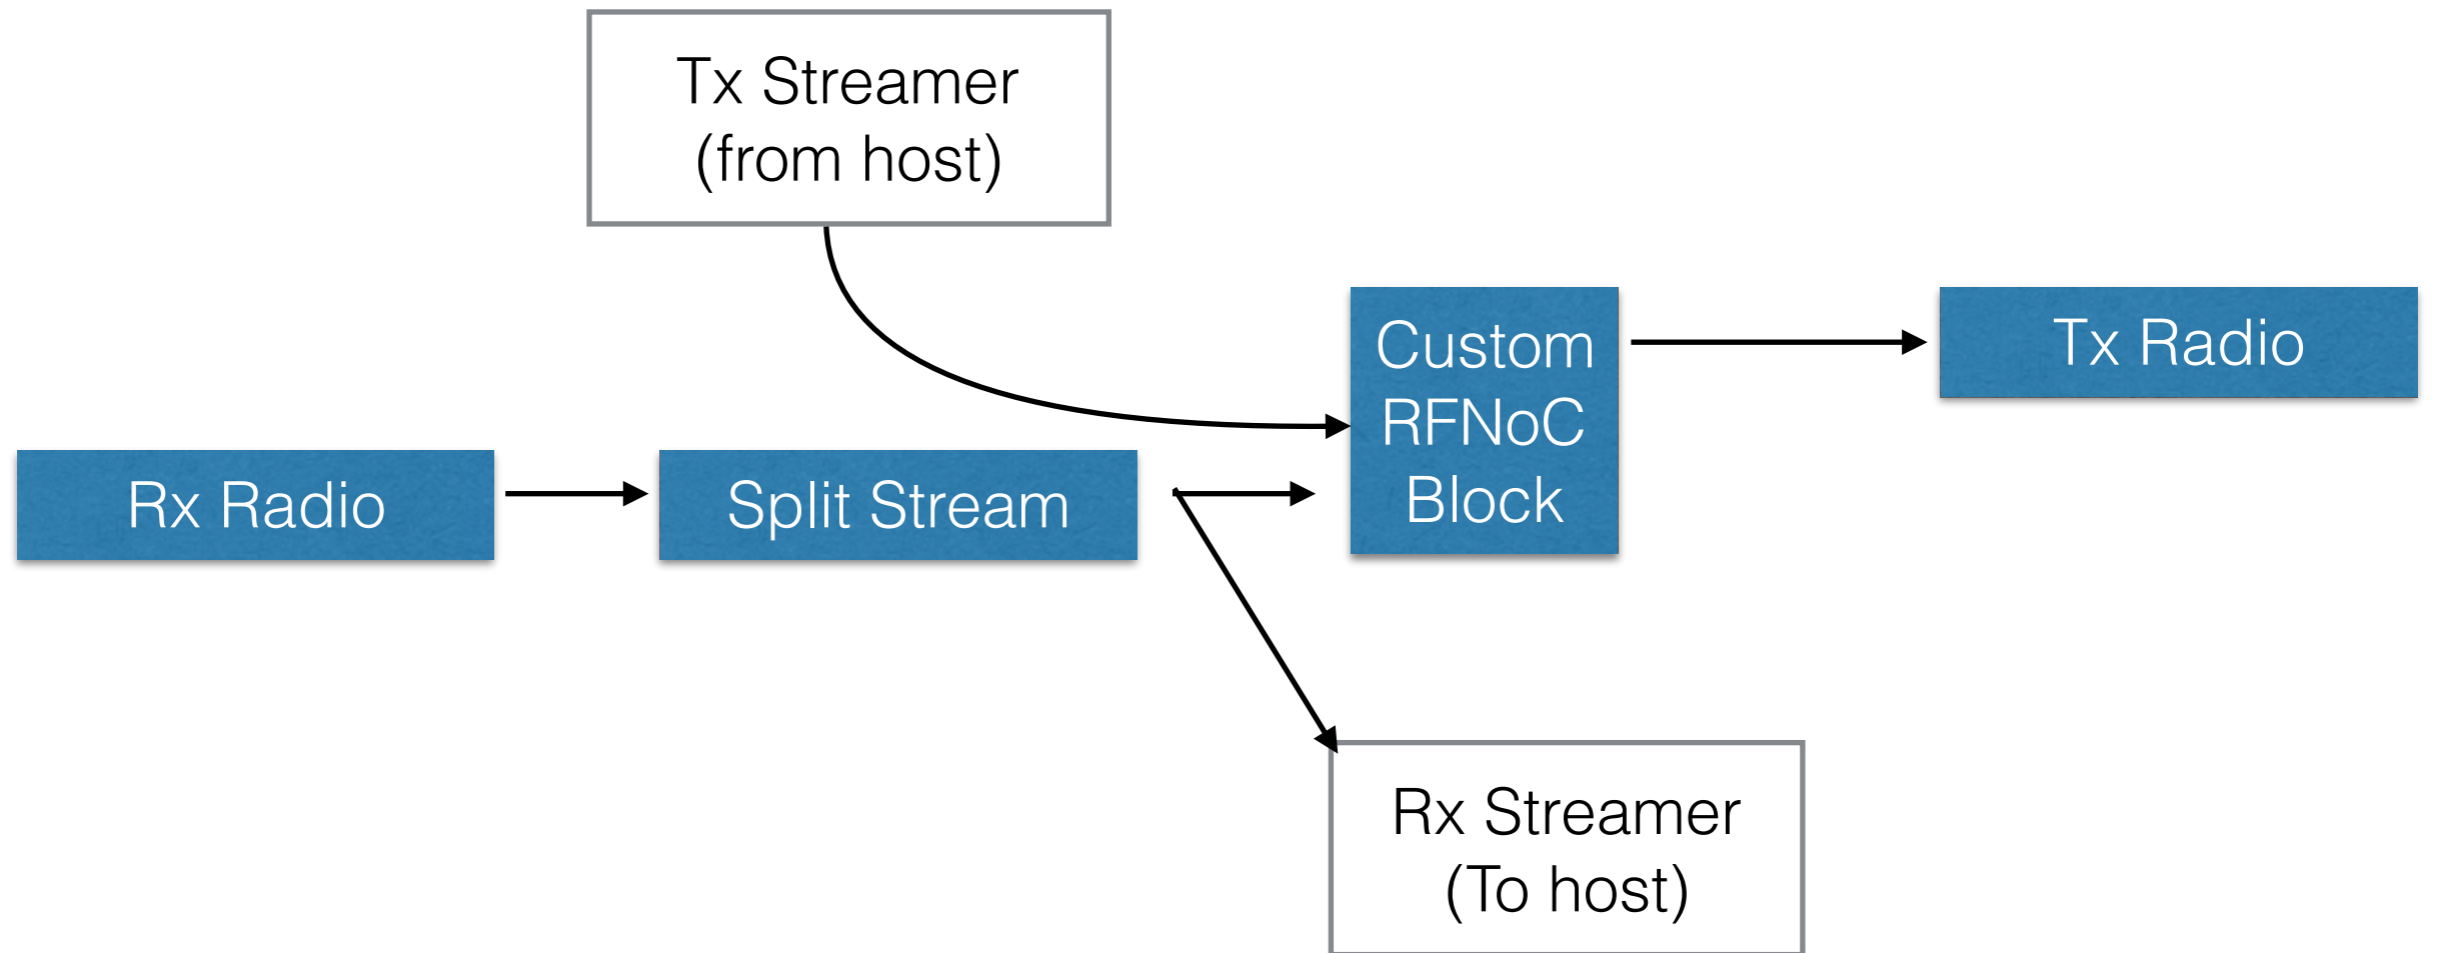 Tx Streamer
(from host)
Custom
RFNoC
Block
Tx Radio
Rx Radio
Split Stream
Rx Streamer
(To host)